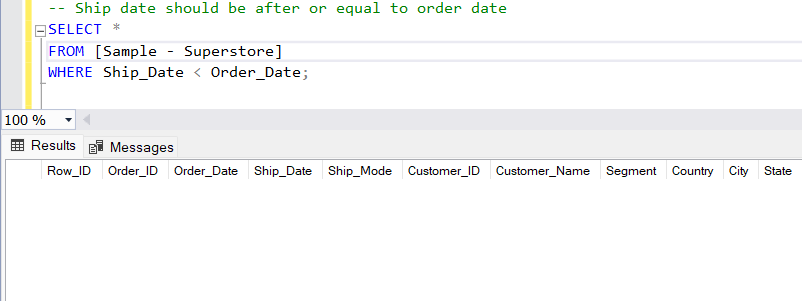 -- Ship date should be after or equal to order date
SELECT *
FROM [Sample - Superstore]
WHERE Ship_Date < Order_Date;
100 %
Results Messages
Row_ID Order_ID Order_Date Ship_Date Ship_Mode Customer_ID Customer_Name Segment Country City State